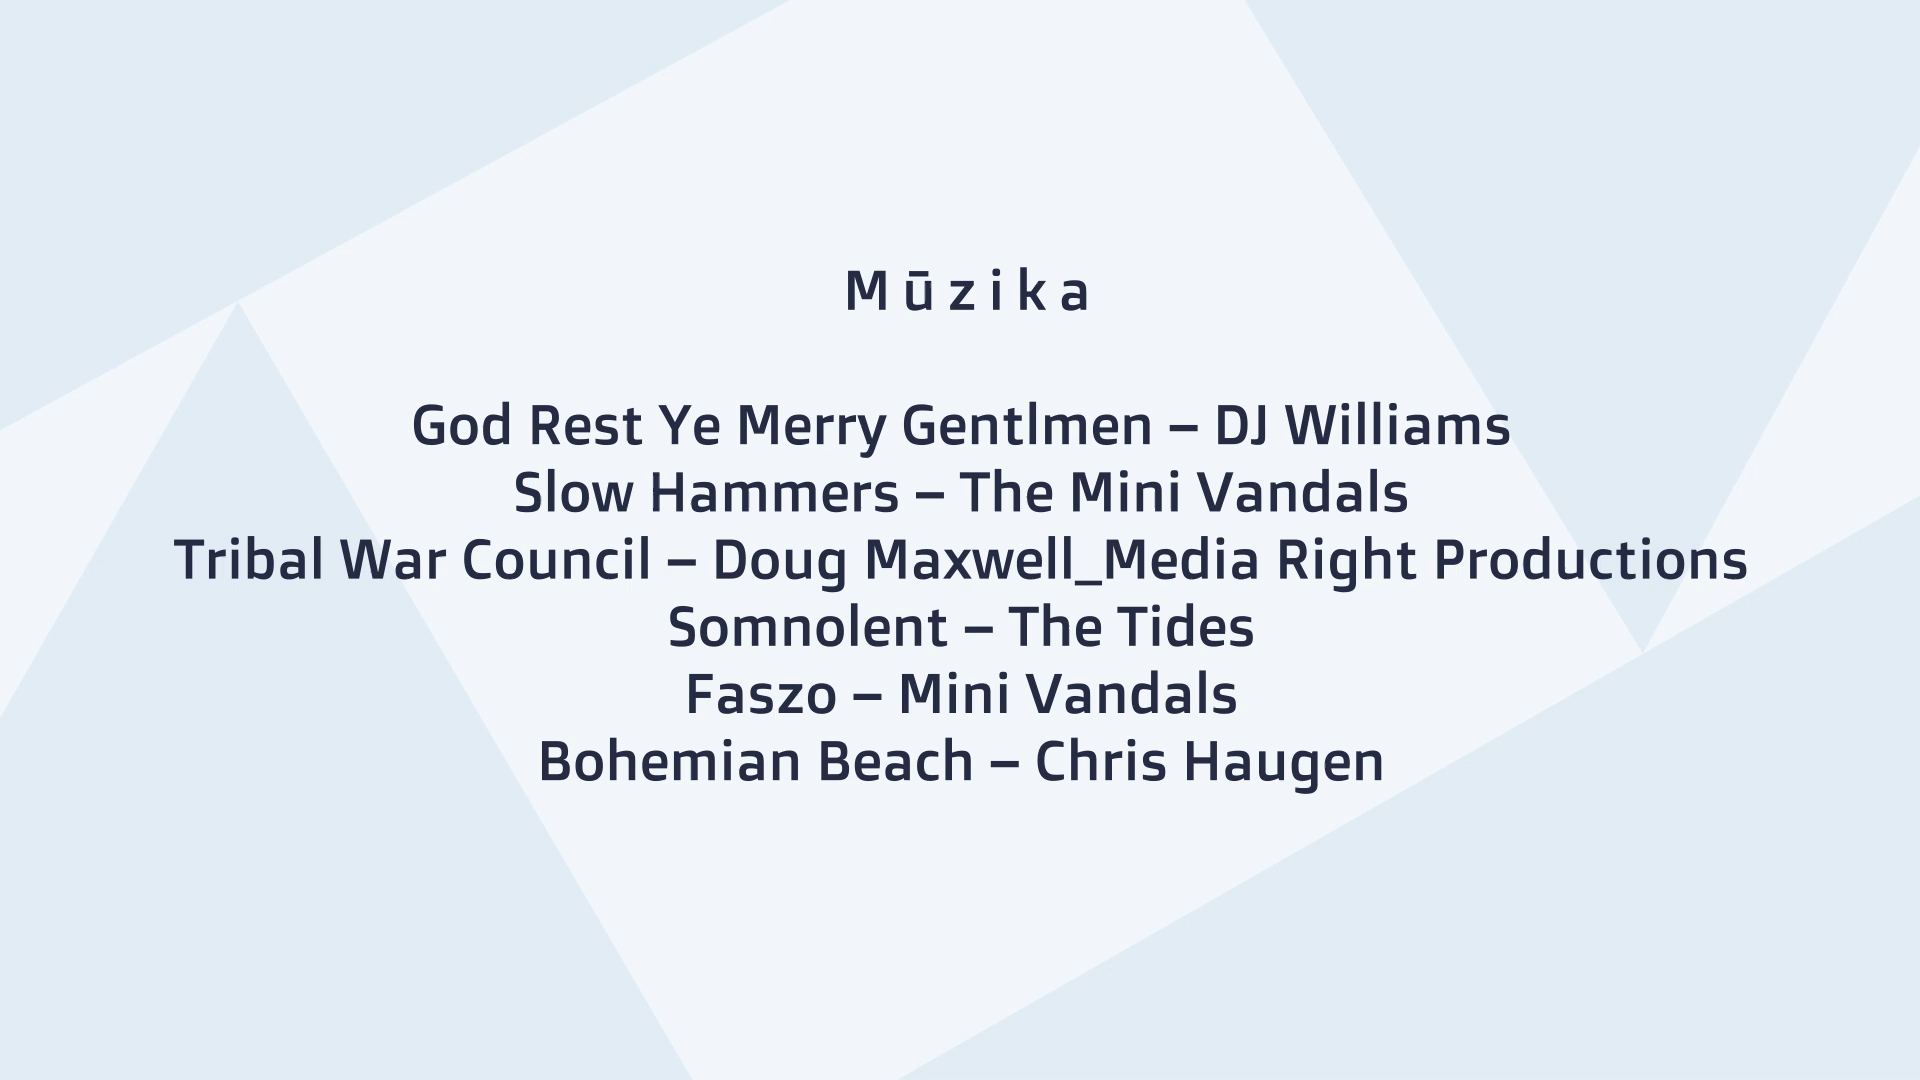 Mūzika
God Rest Ye Merry Gentlmen – DJ Williams
Slow Hammers – The Mini Vandals
Tribal War Council – Doug Maxwell_Media Right Productions
Somnolent – The Tides
Faszo – Mini Vandals
Bohemian Beach – Chris Haugen